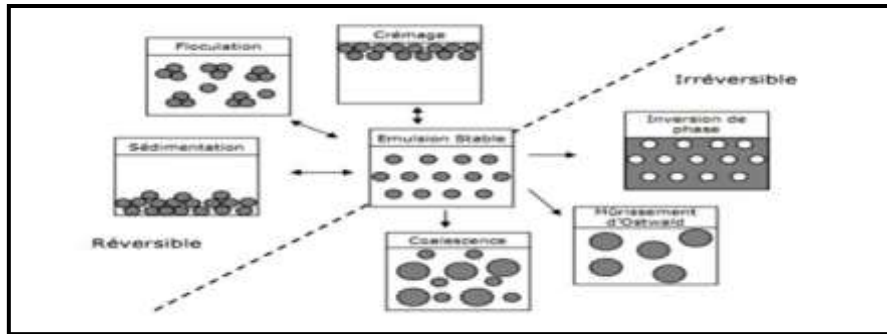 Crémage
Floculation
Irréversible
Inversion de
phase
Emulsion Stable
Sédimentation
Mûrissement
d'Ostwald
Réversible
Coalescence